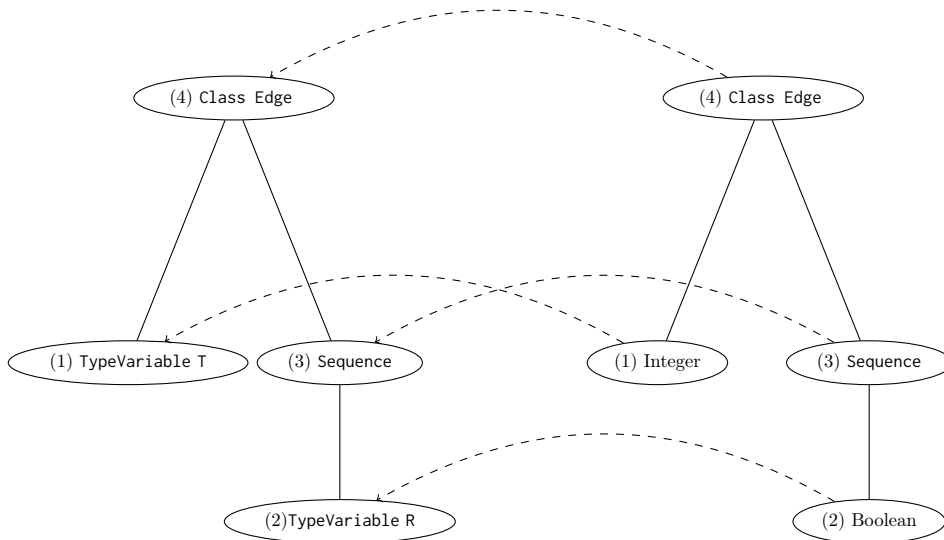 (4) Class Edge
(4) Class Edge
(1) TypeVariable T
(3) Sequence
(1) Integer
(3) Sequence
(2)TypeVariable R
(2) Boolean